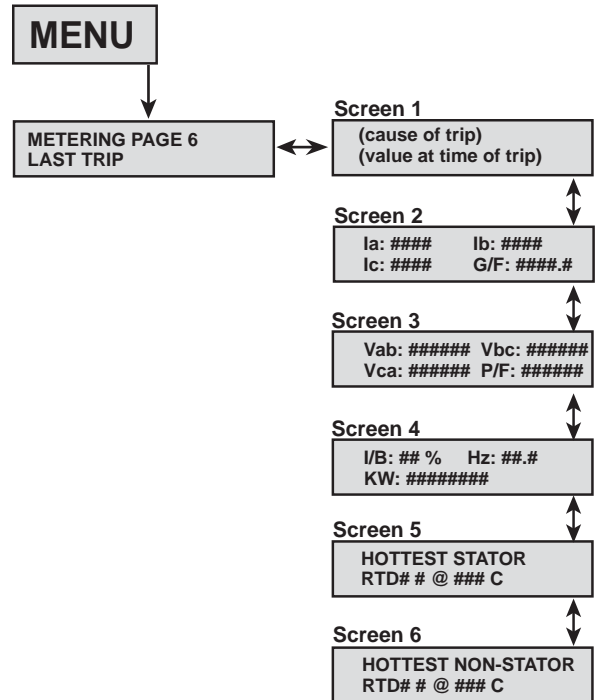 MENU
METERING PAGE 6
LAST TRIP
Screen 1
(cause of trip)
(value at time of trip)
Screen 2
Ia: #### Ib: ####
Ic: #### G/F: ####.#
Screen 3
Vab: ###### Vbc: ######
Vca: ###### P/F: ######
Screen 4
I/B: ## % Hz: ##.#
KW: ########
Screen 5
HOTTEST STATOR
RTD# # @ ### C
Screen 6
HOTTEST NON-STATOR
RTD# # @ ### C